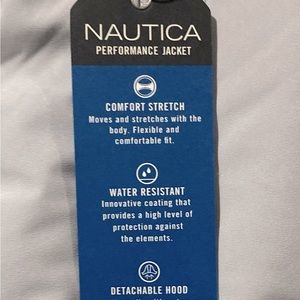 NAUTICA
PERFORMANCE JACKET
COMFORT STRETCH
Moves and stretches with the
body. Flexible and
comfortable fit.
WATER RESISTANT
Innovative coating that
provides a high level of
protection against
the elements.
DETACHABLE HOOD